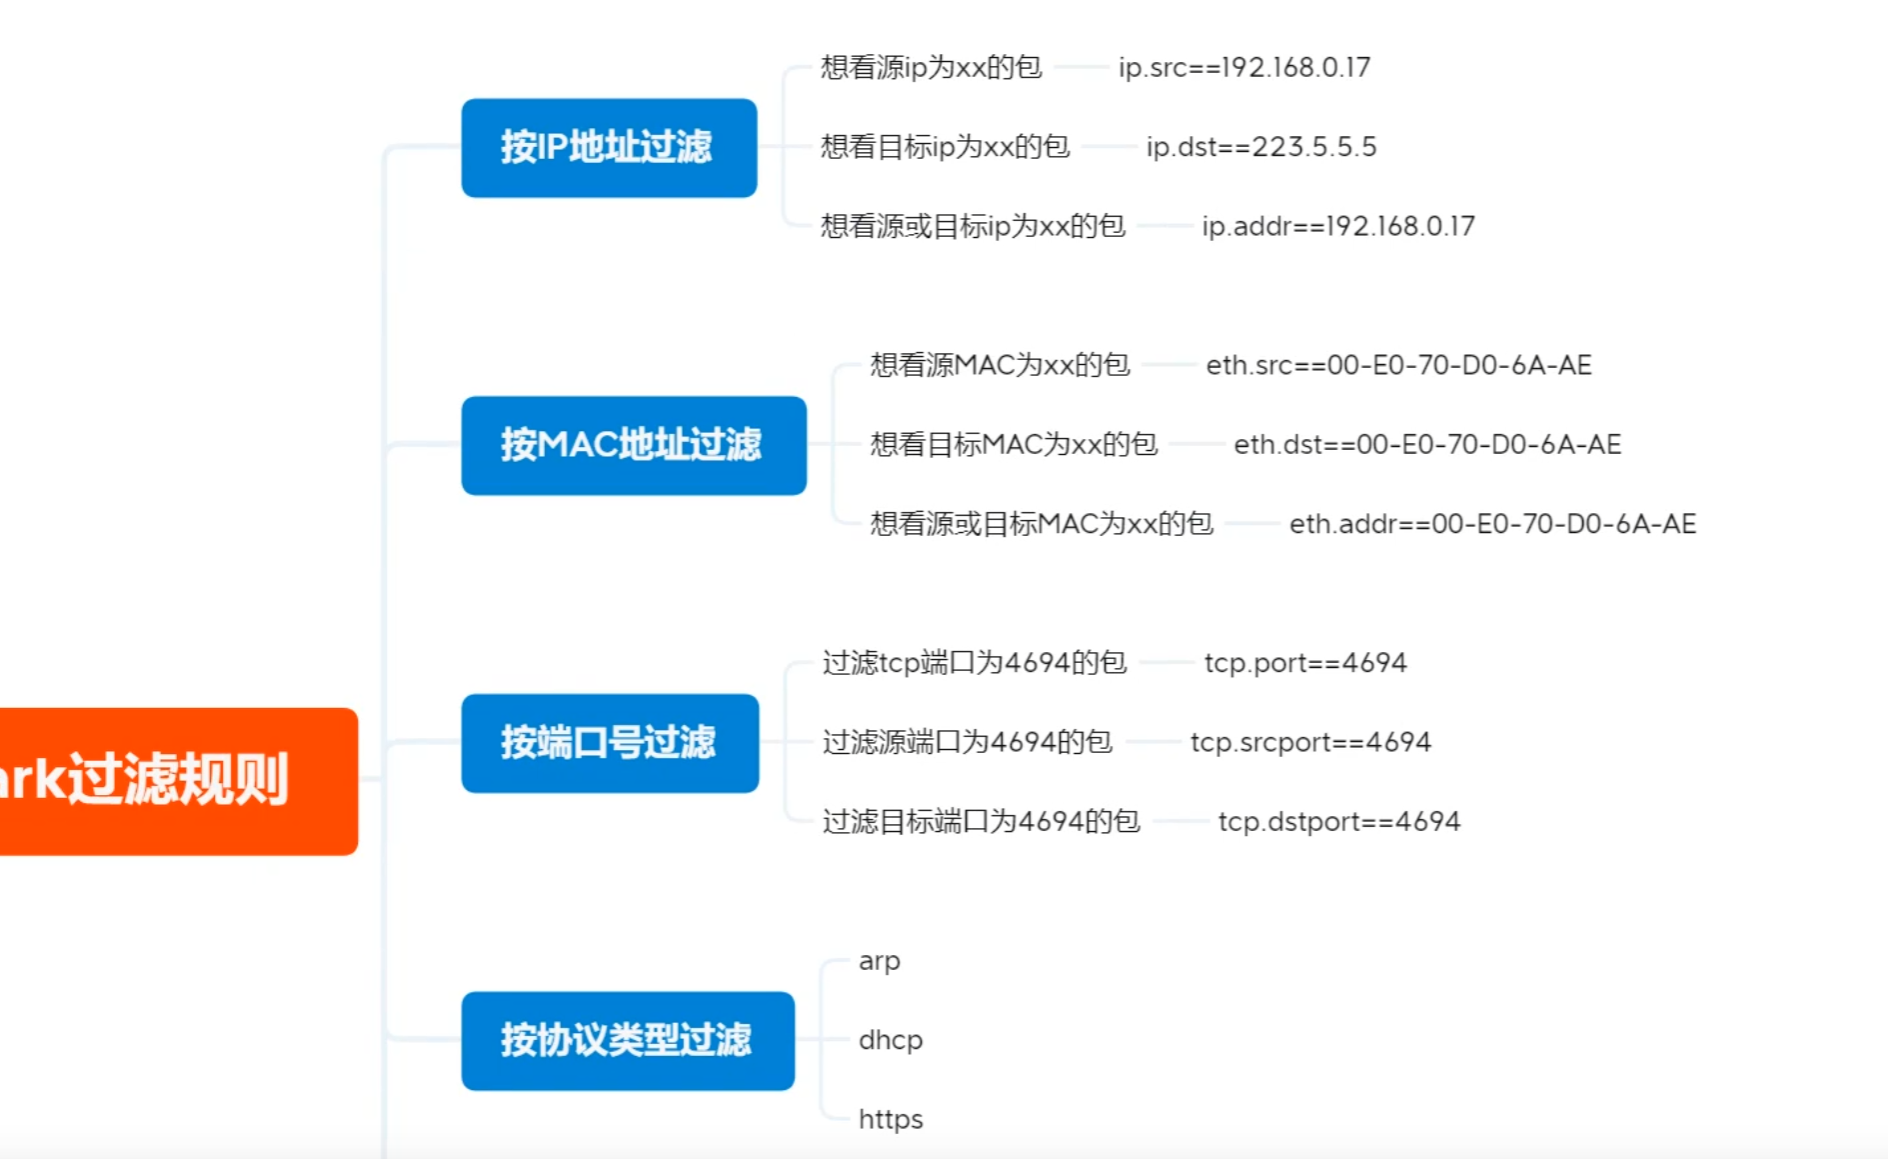 按IP地址过滤
想看源ip为xx的包 ip.src==192.168.0.17
想看目标ip为xx的包 ip.dst==223.5.5.5
想看源或目标ip为xx的包 ip.addr==192.168.0.17
按MAC地址过滤
想看源MAC为xx的包 eth.src==00-E0-70-D0-6A-AE
想看目标MAC为xx的包 eth.dst==00-E0-70-D0-6A-AE
想看源或目标MAC为xx的包 eth.addr==00-E0-70-D0-6A-AE
ark过滤规则
按端口号过滤
过滤tcp端口为4694的包 tcp.port==4694
过滤源端口为4694的包 tcp.srcport==4694
过滤目标端口为4694的包 tcp.dstport==4694
按协议类型过滤
arp
dhcp
https